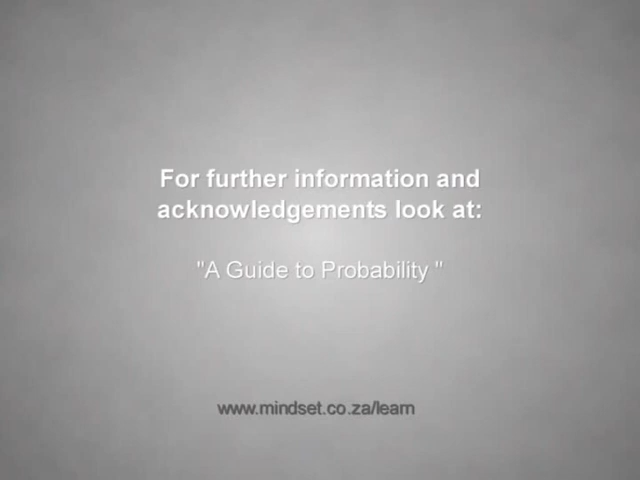 For further information and
acknowledgements look at:
"A Guide to Probability "
www.mindset.co.za/learn